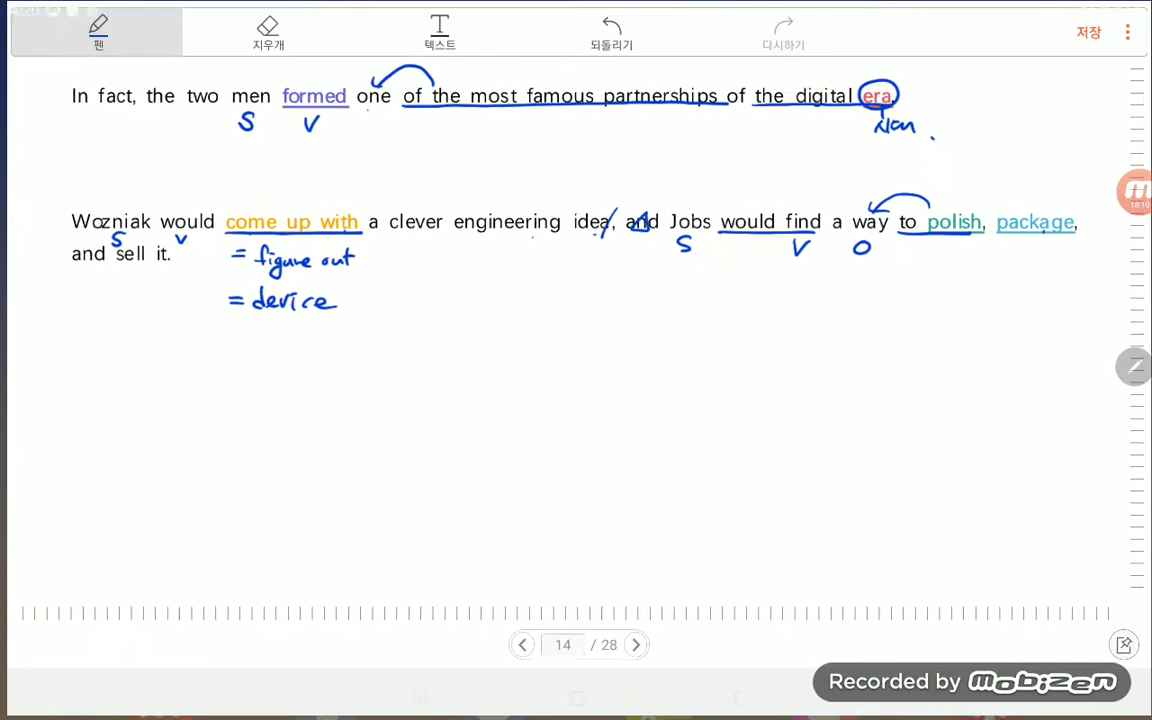 펜 지우개 텍스트 되돌리기 다시하기 저장
In fact, the two men formed one of the most famous partnerships of the digital era.
S V
18:10
Wozniak would come up with a clever engineering idea, and Jobs would find a way to polish, package,
S V S V O
and sell it. = figure out
= device
14 / 28
Recorded by mobizen